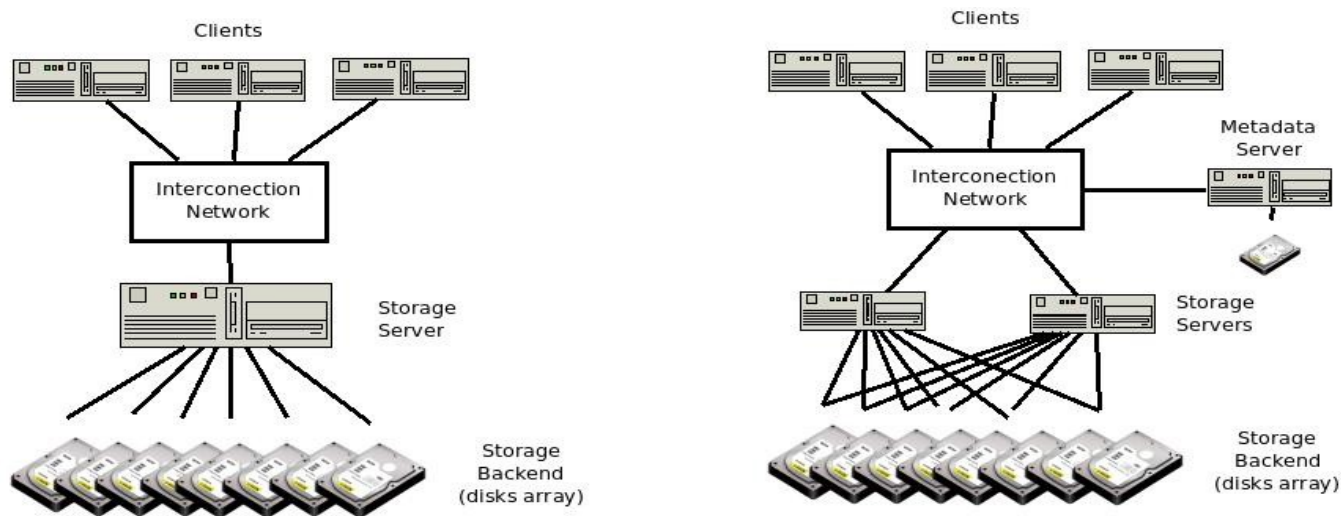 Clients
Interconection
Network
Storage
Server
Storage
Backend
(disks array)
Clients
Metadata
Server
Interconection
Network
Storage
Servers
Storage
Backend
(disks array)